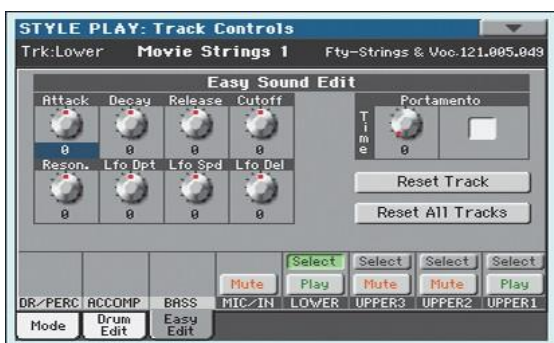 STYLE PLAY: Track Controls
Trk:Lower Movie Strings 1 Fty-Strings & Voc.121.005.049
Easy Sound Edit
Attack Decay Release Cutoff Portamento
Time
0 0 0 0 0
Reson. Lfo Dpt Lfo Spd Lfo Del
Reset Track
0 0 0 0
Reset All Tracks
Select Select Select Select
Mute Play Mute Mute Play
DR/PERC ACCOMP BASS MIC/IN LOWER UPPER3 UPPER2 UPPER1
Mode Drum Edit Easy Edit